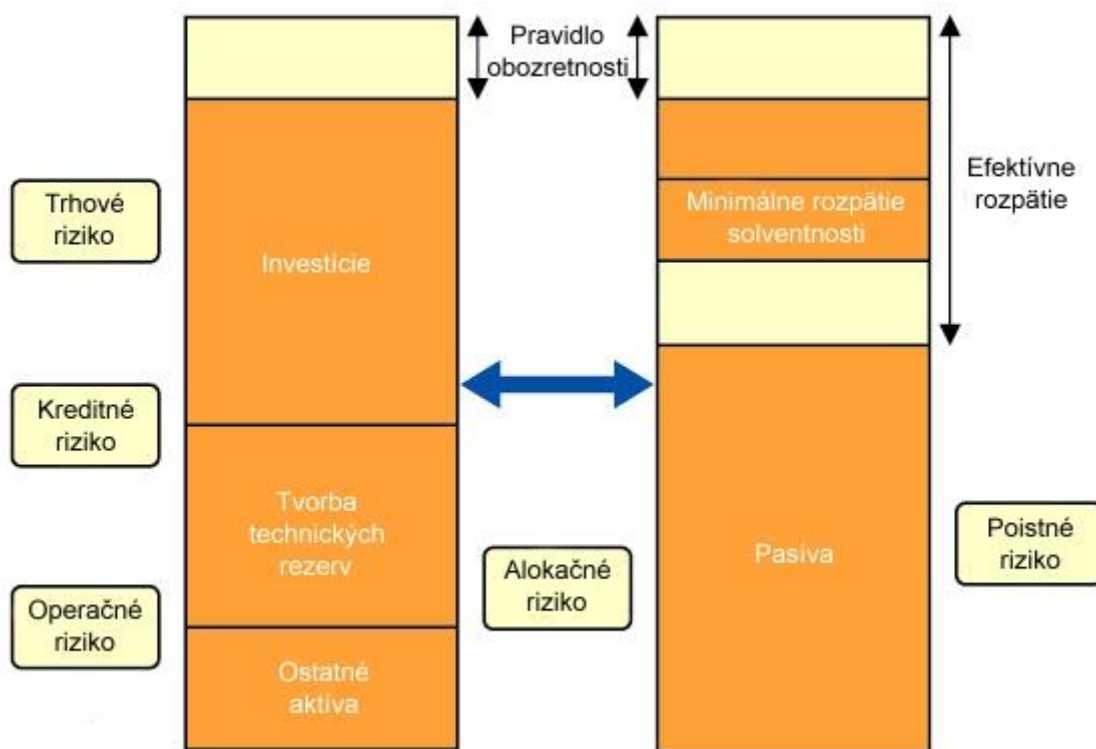 Pravidlo
obozretnosti
Efektívne
rozpätie
Trhové
riziko
Investície
Minimálne rozpätie
solventnosti
Kreditné
riziko
Tvorba
technických
rezerv
Pasíva
Poistné
riziko
Alokačné
riziko
Operačné
riziko
Ostatné
aktíva